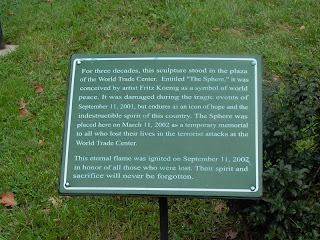 For three decades, this sculpture stood in the plaza
of the World Trade Center. Entitled "The Sphere," it was
conceived by artist Fritz Koenig as a symbol of world
peace. It was damaged during the tragic events of
September 11, 2001, but endures as an icon of hope and the
indestructible spirit of this country. The Sphere was
placed here on March 11, 2002 as a temporary memorial
to all who lost their lives in the terrorist attacks at the
World Trade Center.
This eternal flame was ignited on September 11, 2002
in honor of all those who were lost. Their spirit and
sacrifice will never be forgotten.